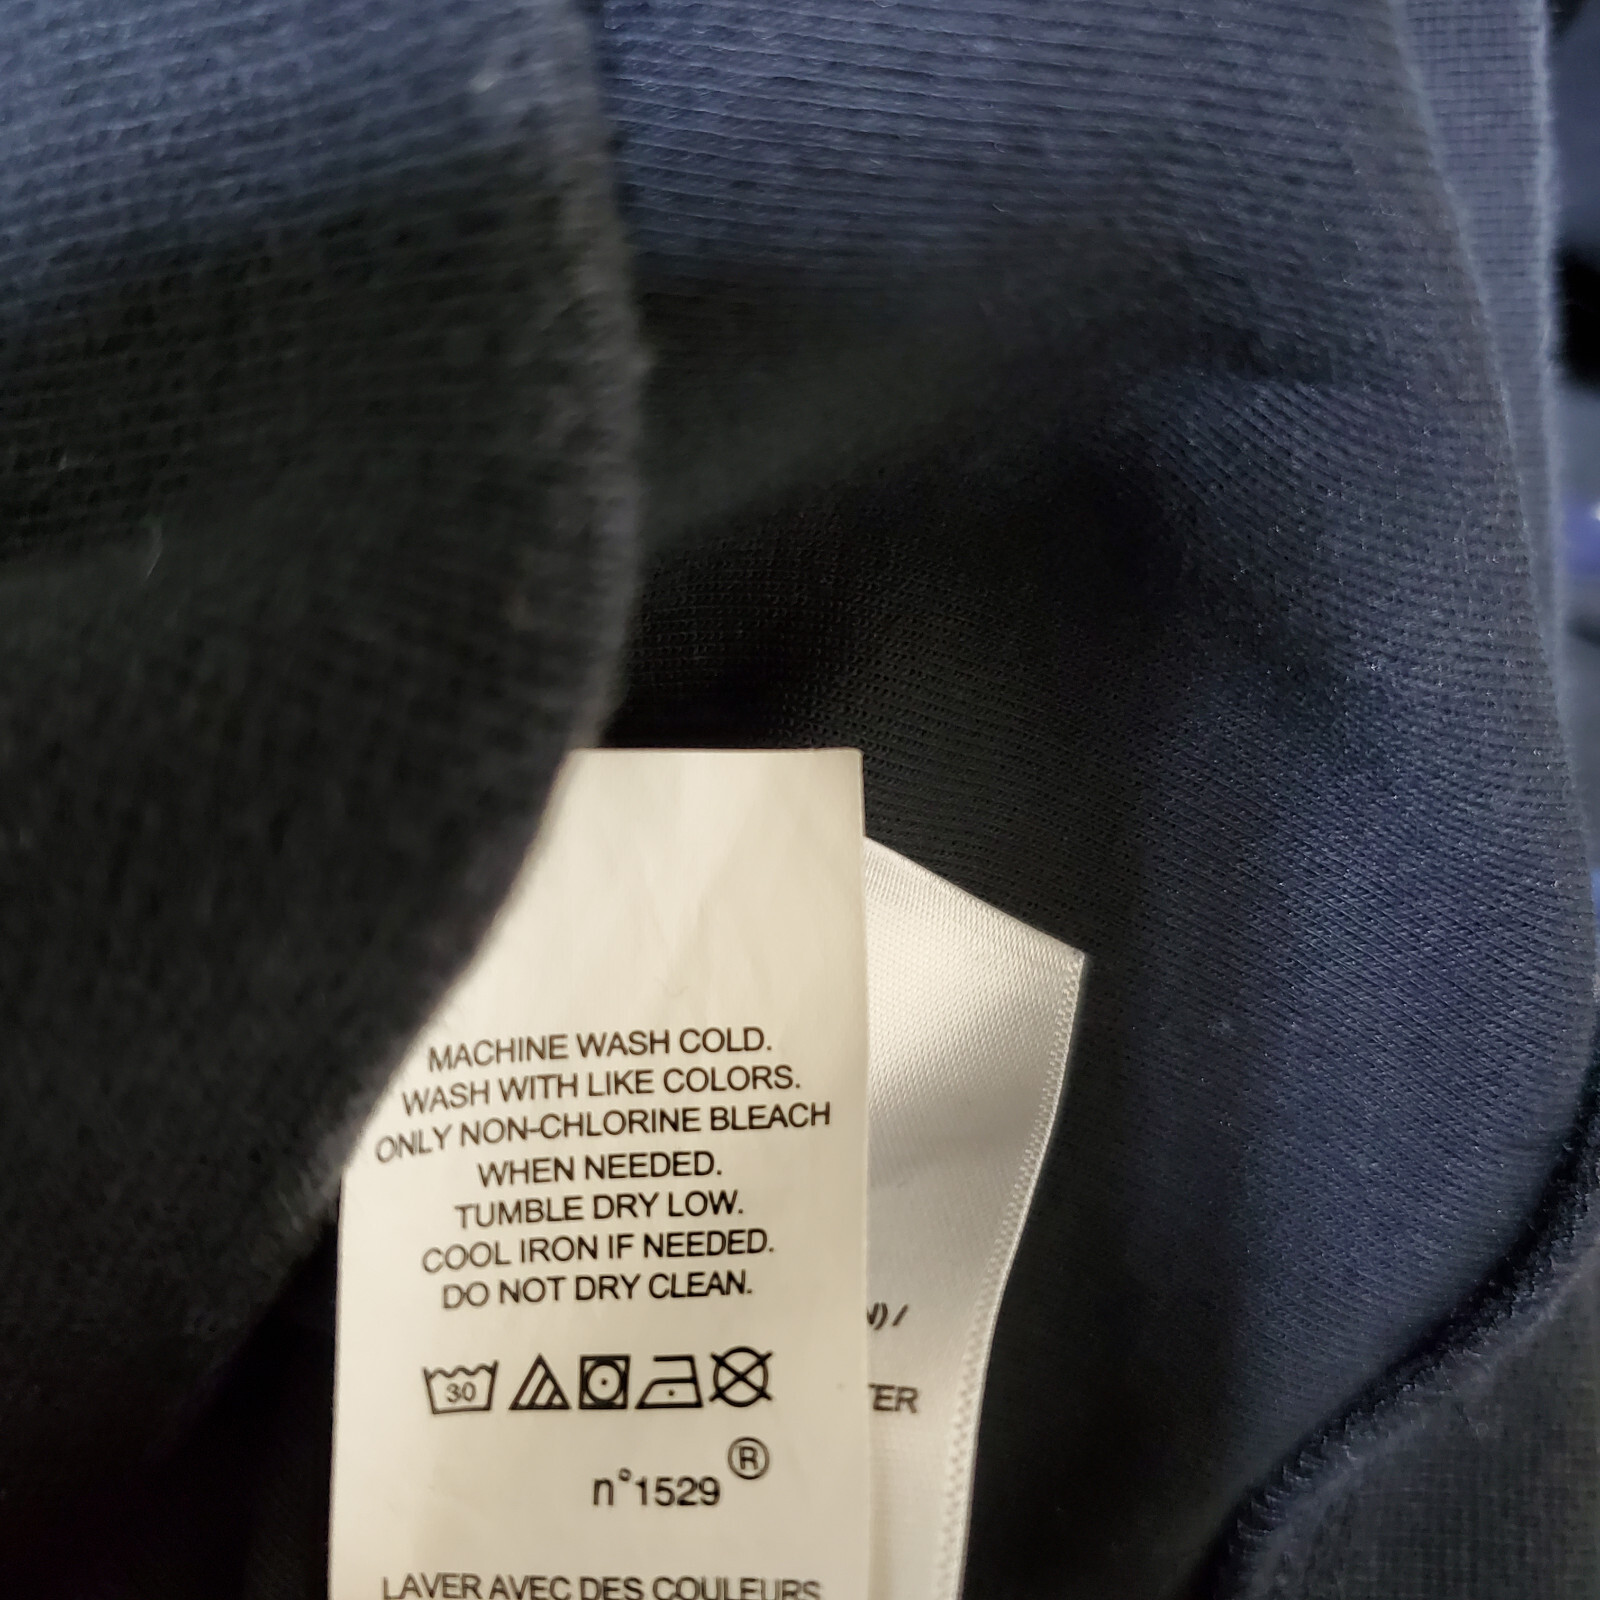 MACHINE WASH COLD.
WASH WITH LIKE COLORS.
ONLY NON-CHLORINE BLEACH
WHEN NEEDED.
TUMBLE DRY LOW.
COOL IRON IF NEEDED.
DO NOT DRY CLEAN.
30
n°1529 ®
LAVER AVEC DES COULEURS
N) /
TER